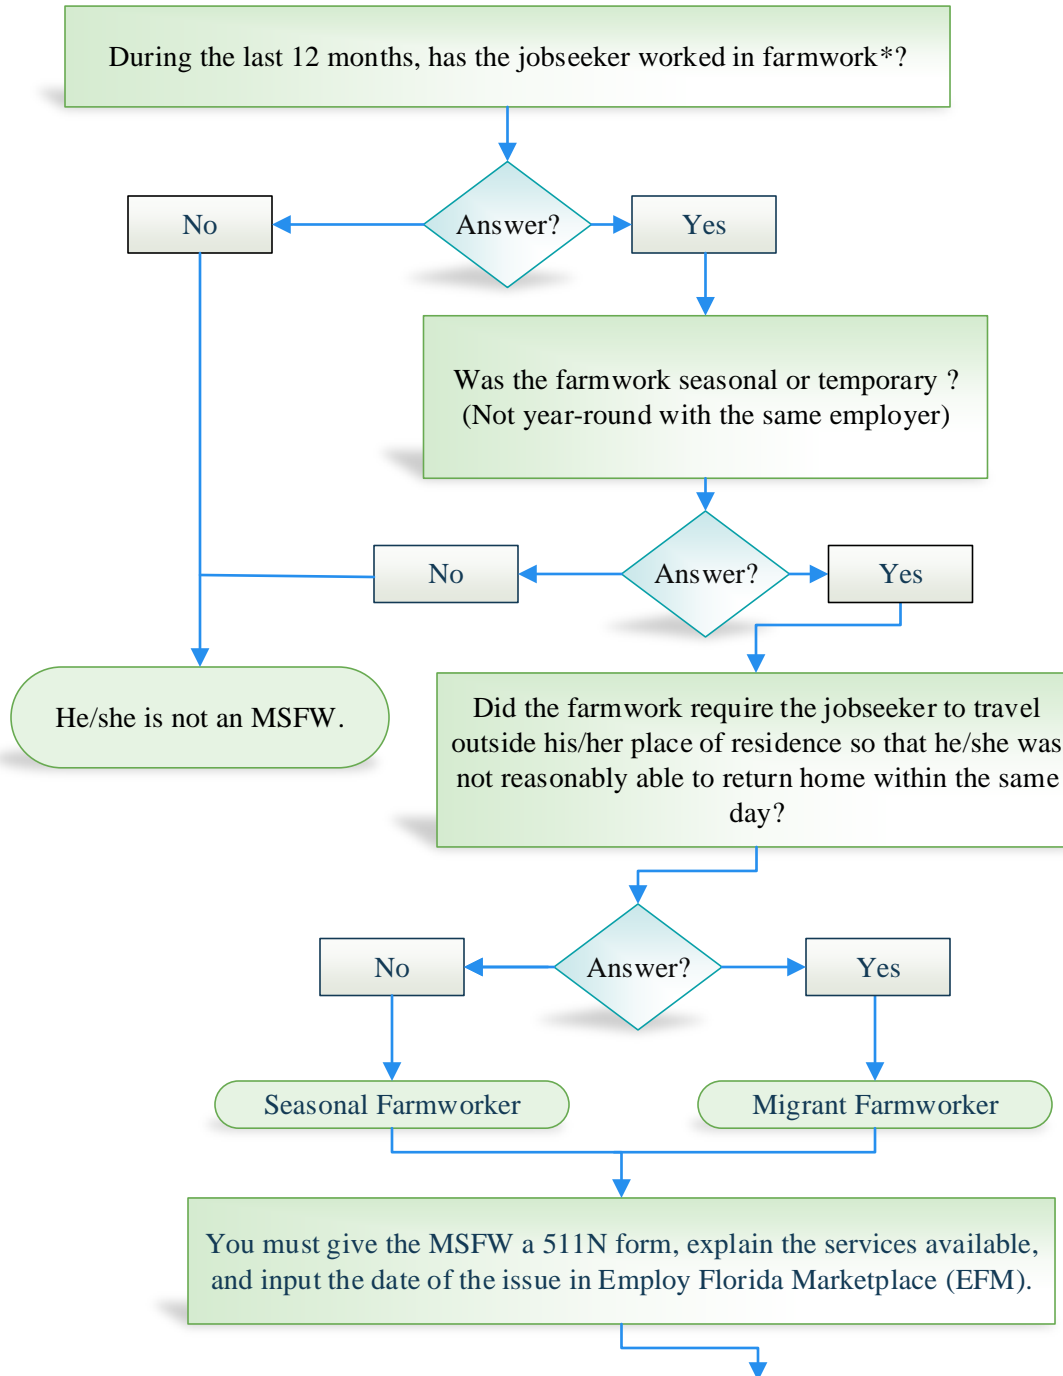 During the last 12 months, has the jobseeker worked in farmwork*?
Answer?
No
Yes
Was the farmwork seasonal or temporary ?
(Not year-round with the same employer)
Answer?
No
Yes
He/she is not an MSFW.
Did the farmwork require the jobseeker to travel
outside his/her place of residence so that he/she was
not reasonably able to return home within the same
day?
Answer?
No
Yes
Seasonal Farmworker
Migrant Farmworker
You must give the MSFW a 511N form, explain the services available,
and input the date of the issue in Employ Florida Marketplace (EFM).